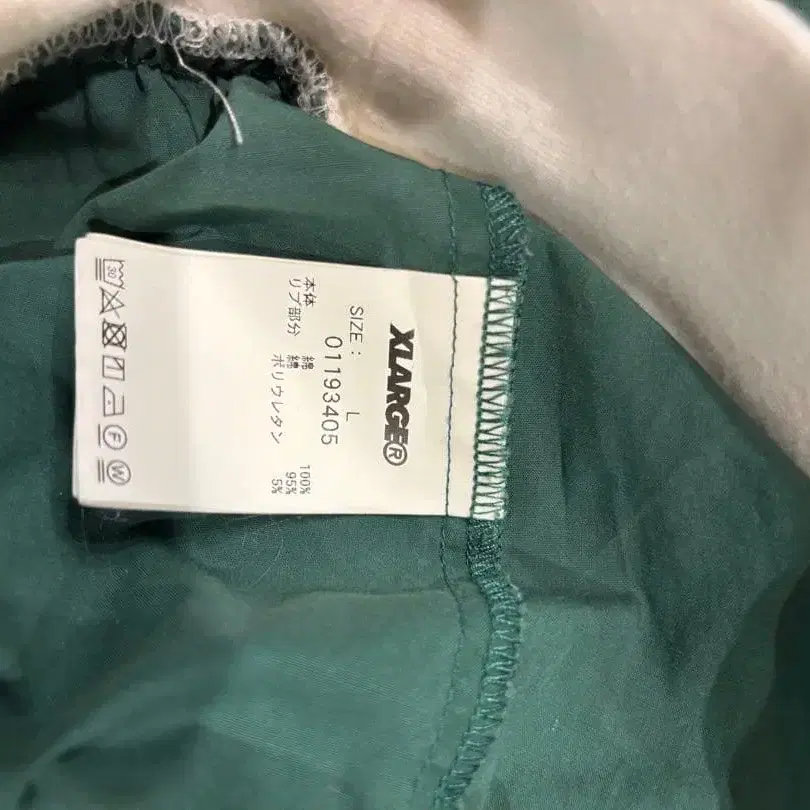 XLARGE®
01193405
SIZE : L
本体 綿 100%
リブ部分 綿 95%
ポリウレタン 5%
30
F
W